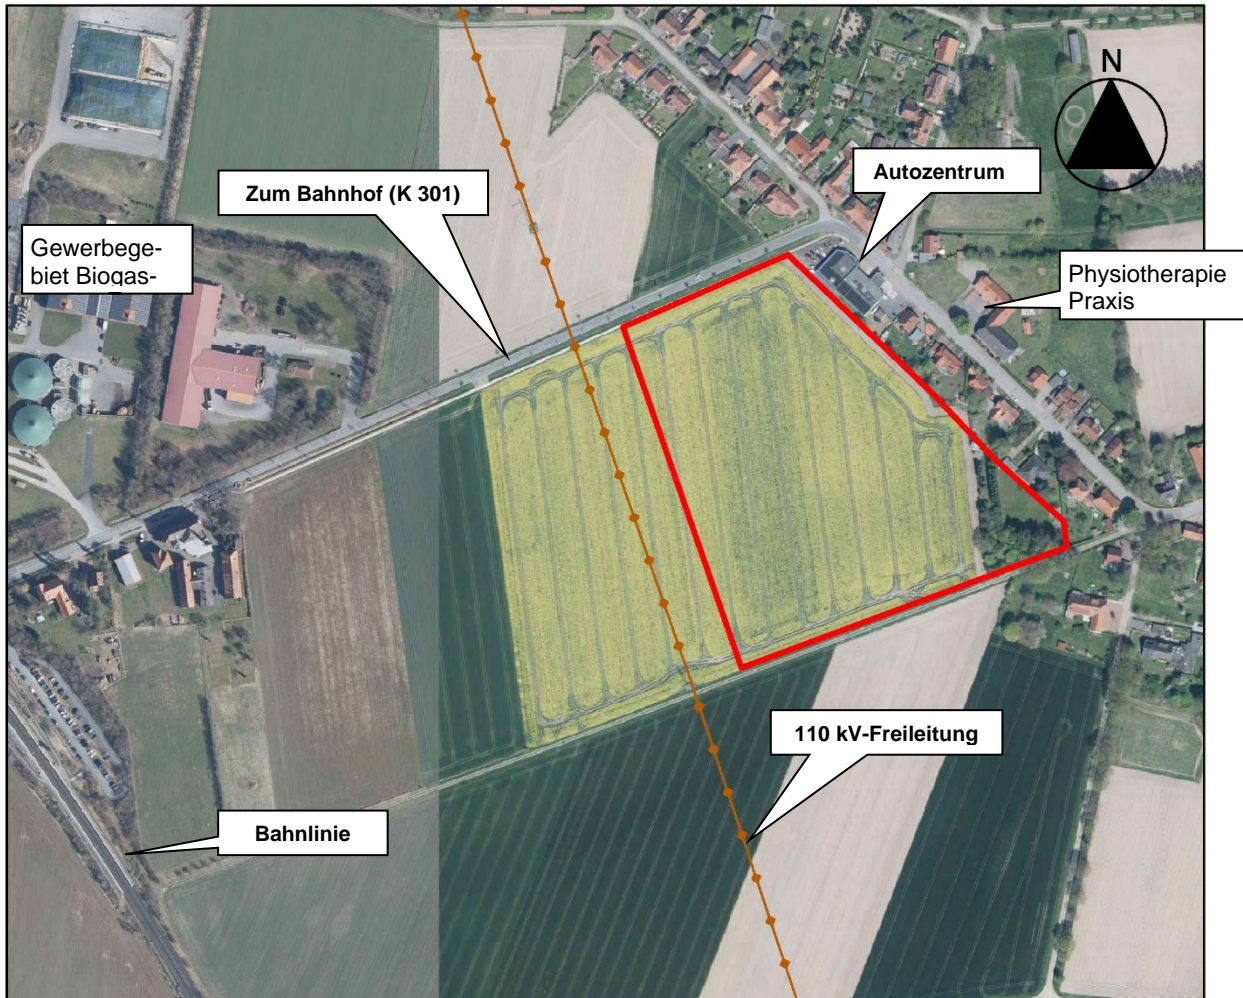 N
Autozentrum
Zum Bahnhof (K 301)
Gewerbege-
biet Biogas-
Physiotherapie
Praxis
110 kV-Freileitung
Bahnlinie